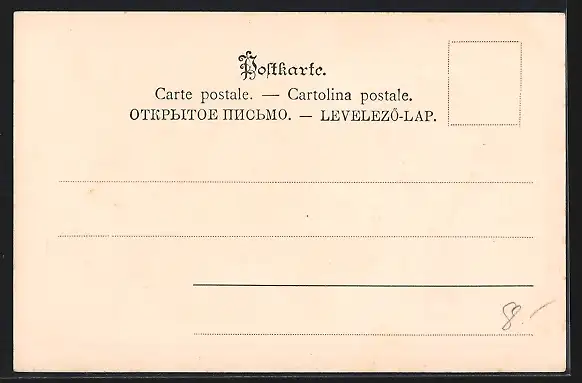 Postkarte.
Carte postale. — Cartolina postale.
ОТКРЫТОЕ ПИСЬМО. — LEVELEZŐ-LAP.
8.-